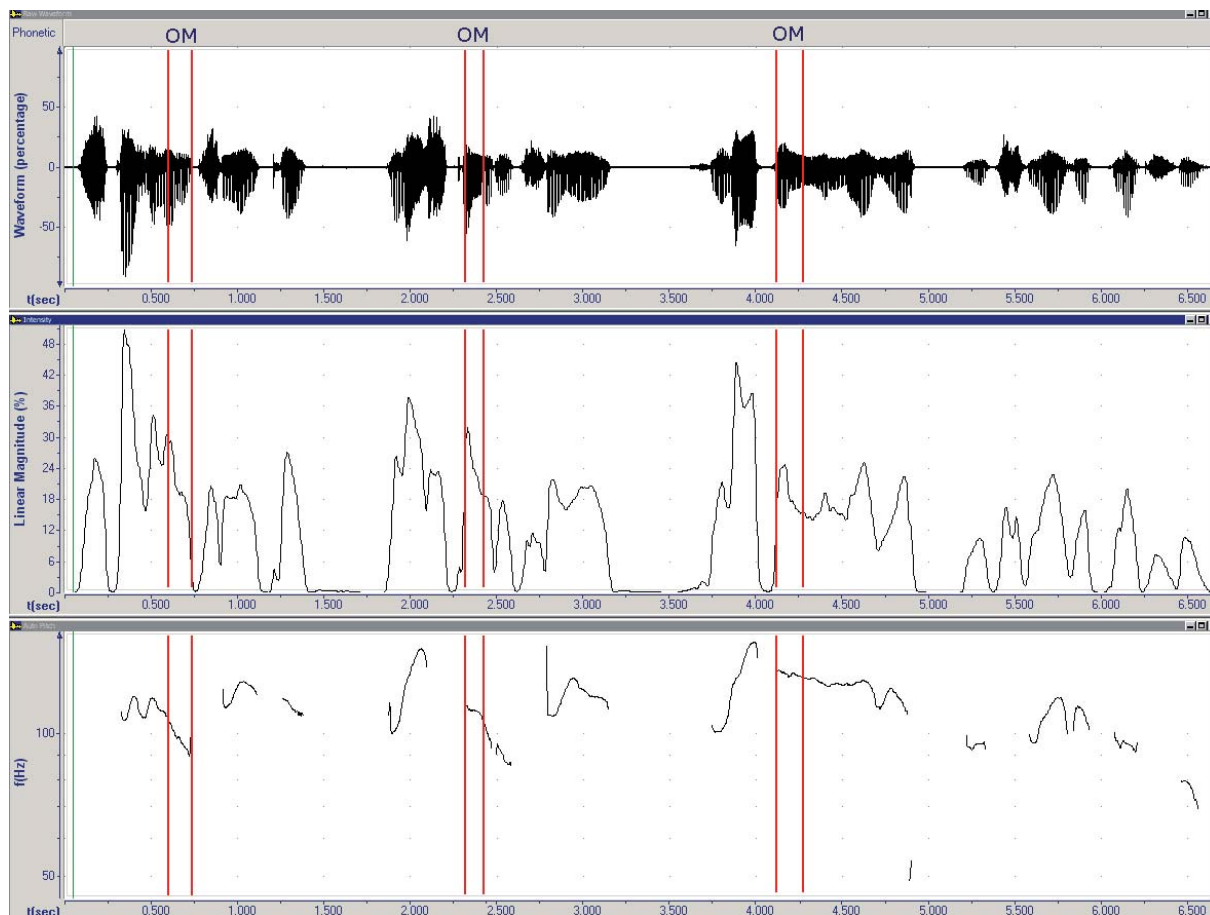 Raw Waveform
Phonetic OM OM OM
Waveform (percentage)
50
0
-50
t(sec) 0.500 1.000 1.500 2.000 2.500 3.000 3.500 4.000 4.500 5.000 5.500 6.000 6.500
Intensity
Linear Magnitude (%)
48
42
36
30
24
18
12
6
0
t(sec) 0.500 1.000 1.500 2.000 2.500 3.000 3.500 4.000 4.500 5.000 5.500 6.000 6.500
Auto Pitch
f(Hz)
100
50
t(sec) 0.500 1.000 1.500 2.000 2.500 3.000 3.500 4.000 4.500 5.000 5.500 6.000 6.500